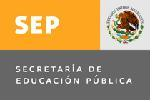 SEP
SECRETARÍA DE
EDUCACIÓN PÚBLICA